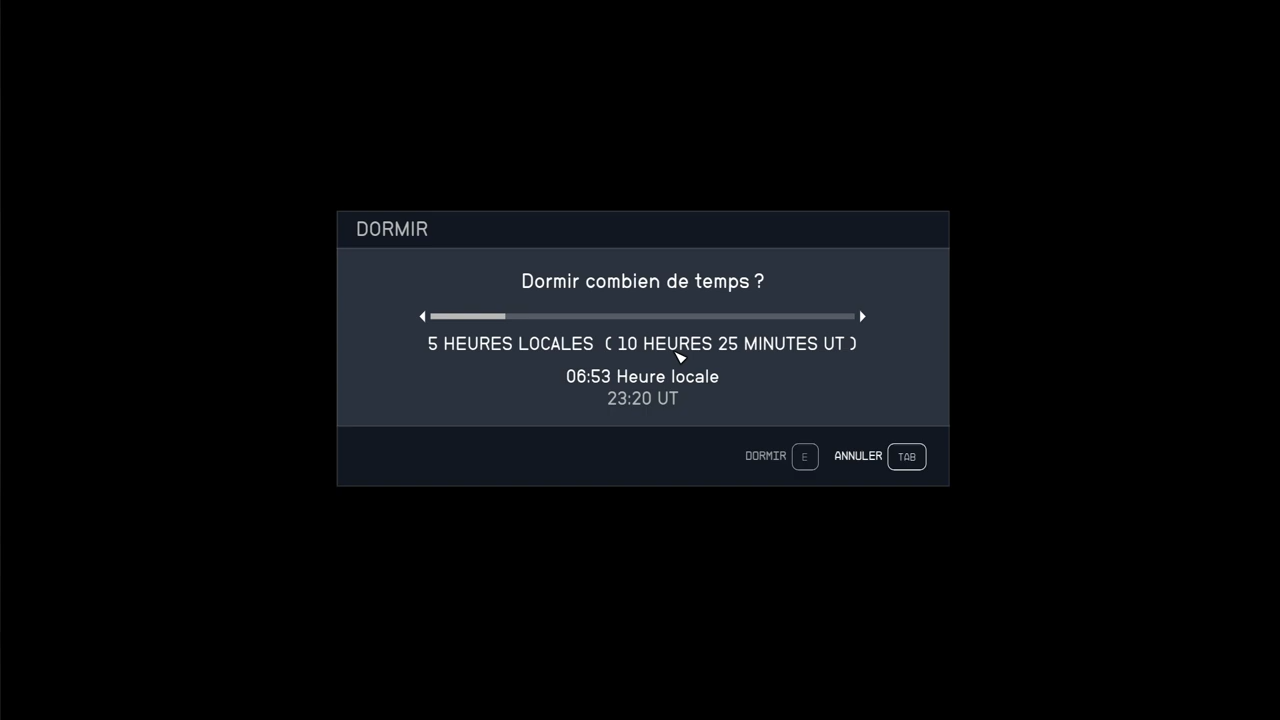 DORMIR
Dormir combien de temps ?
5 HEURES LOCALES ( 10 HEURES 25 MINUTES UT )
06:53 Heure locale
23:20 UT
DORMIR E ANNULER TAB